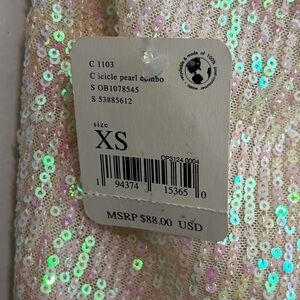 C 1103
C icicle pearl combo
S OB1078545
S 53885612
size
XS
CP3124 0004
1 94374 15365 0
MSRP $88.00 USD